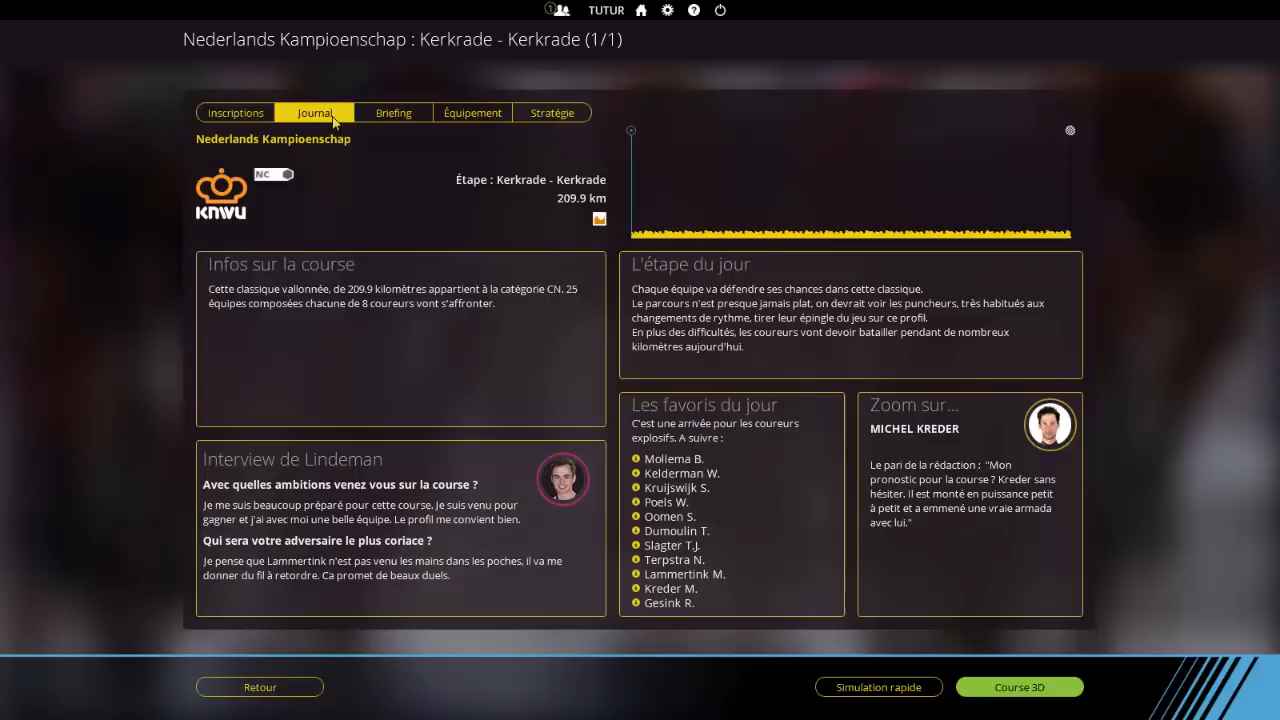 1
TUTUR
Nederlands Kampioenschap : Kerkrade - Kerkrade (1/1)
Inscriptions
Journal
Briefing
Équipement
Stratégie
Nederlands Kampioenschap
NC
KNWU
Étape : Kerkrade - Kerkrade
209.9 km
Infos sur la course
Cette classique vallonnée, de 209.9 kilomètres appartient à la catégorie CN. 25
équipes composées chacune de 8 coureurs vont s'affronter.
L'étape du jour
Chaque équipe va défendre ses chances dans cette classique.
Le parcours n'est presque jamais plat, on devrait voir les puncheurs, très habitués aux
changements de rythme, tirer leur épingle du jeu sur ce profil.
En plus des difficultés, les coureurs vont devoir batailler pendant de nombreux
kilomètres aujourd'hui.
Interview de Lindeman
Avec quelles ambitions venez vous sur la course ?
Je me suis beaucoup préparé pour cette course. Je suis venu pour
gagner et j'ai avec moi une belle équipe. Le profil me convient bien.
Qui sera votre adversaire le plus coriace ?
Je pense que Lammertink n'est pas venu les mains dans les poches, il va me
donner du fil à retordre. Ca promet de beaux duels.
Les favoris du jour
C'est une arrivée pour les coureurs
explosifs. A suivre :
Mollema B.
Kelderman W.
Kruijswijk S.
Poels W.
Oomen S.
Dumoulin T.
Slagter T.J.
Terpstra N.
Lammertink M.
Kreder M.
Gesink R.
Zoom sur...
MICHEL KREDER
Le pari de la rédaction : "Mon
pronostic pour la course ? Kreder sans
hésiter. Il est monté en puissance petit
à petit et a emmené une vraie armada
avec lui."
Retour
Simulation rapide
Course 3D